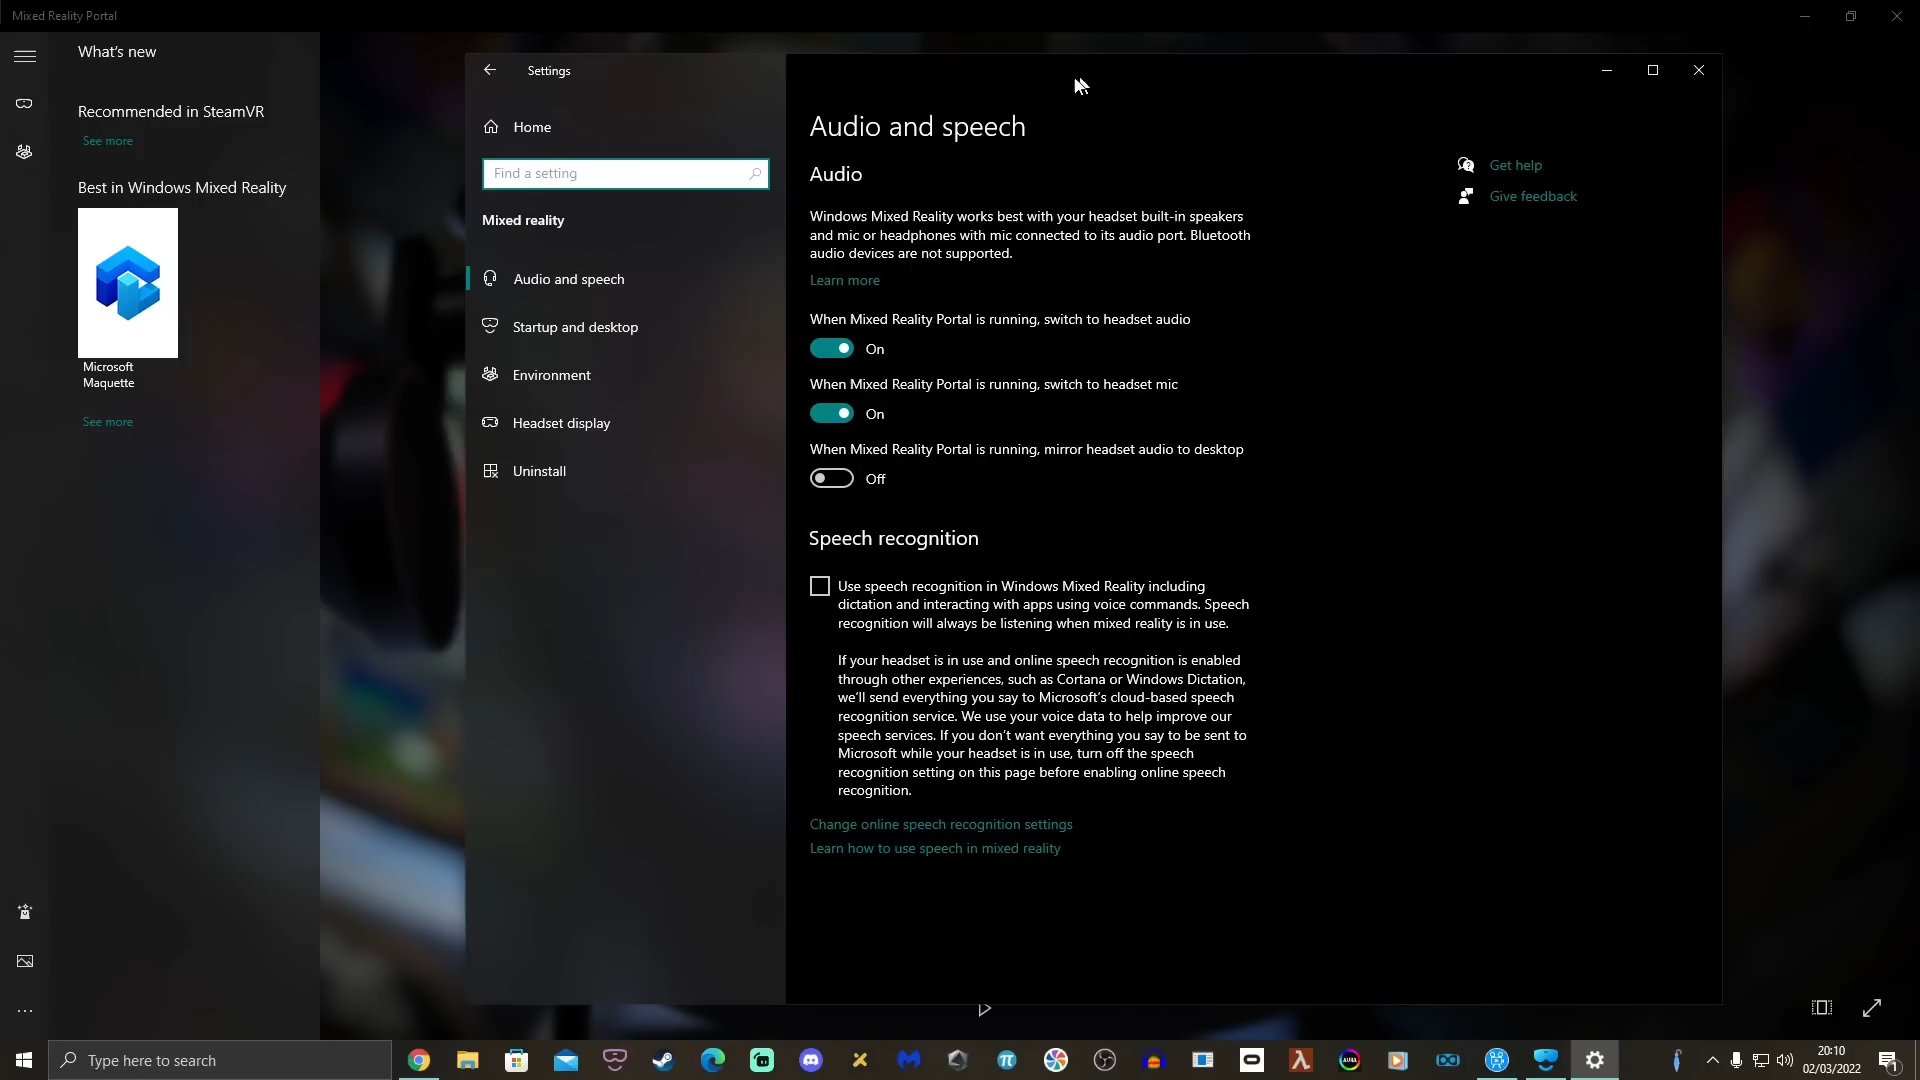 Mixed Reality Portal
What's new
Recommended in SteamVR
See more
Best in Windows Mixed Reality
Microsoft
Maquette
See more
Settings
Home
Find a setting
Mixed reality
Audio and speech
Startup and desktop
Environment
Headset display
Uninstall
Audio and speech
Audio
Windows Mixed Reality works best with your headset built-in speakers
and mic or headphones with mic connected to its audio port. Bluetooth
audio devices are not supported.
Learn more
When Mixed Reality Portal is running, switch to headset audio
On
When Mixed Reality Portal is running, switch to headset mic
On
When Mixed Reality Portal is running, mirror headset audio to desktop
Off
Speech recognition
Use speech recognition in Windows Mixed Reality including
dictation and interacting with apps using voice commands. Speech
recognition will always be listening when mixed reality is in use.
If your headset is in use and online speech recognition is enabled
through other experiences, such as Cortana or Windows Dictation,
we'll send everything you say to Microsoft's cloud-based speech
recognition service. We use your voice data to help improve our
speech services. If you don't want everything you say to be sent to
Microsoft while your headset is in use, turn off the speech
recognition setting on this page before enabling online speech
recognition.
Change online speech recognition settings
Learn how to use speech in mixed reality
Get help
Give feedback
Type here to search
20:10
02/03/2022
1